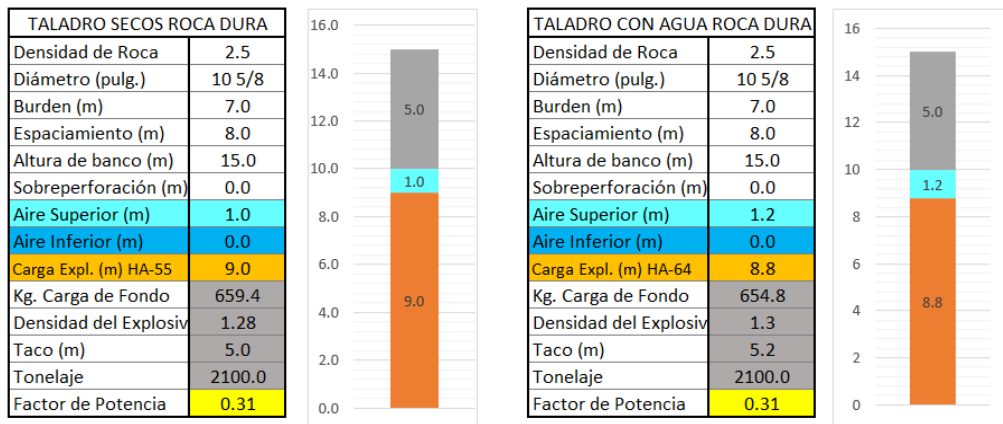 TALADRO SECOS ROCA DURA
Densidad de Roca 2.5
Diámetro (pulg.) 10 5/8
Burden (m) 7.0
Espaciamiento (m) 8.0
Altura de banco (m) 15.0
Sobreperforación (m) 0.0
Aire Superior (m) 1.0
Aire Inferior (m) 0.0
Carga Expl. (m) HA-55 9.0
Kg. Carga de Fondo 659.4
Densidad del Explosiv 1.28
Taco (m) 5.0
Tonelaje 2100.0
Factor de Potencia 0.31
16.0
14.0
12.0
10.0
8.0
6.0
4.0
2.0
0.0
5.0
1.0
9.0
TALADRO CON AGUA ROCA DURA
Densidad de Roca 2.5
Diámetro (pulg.) 10 5/8
Burden (m) 7.0
Espaciamiento (m) 8.0
Altura de banco (m) 15.0
Sobreperforación (m) 0.0
Aire Superior (m) 1.2
Aire Inferior (m) 0.0
Carga Expl. (m) HA-64 8.8
Kg. Carga de Fondo 654.8
Densidad del Explosiv 1.3
Taco (m) 5.2
Tonelaje 2100.0
Factor de Potencia 0.31
16
14
12
10
8
6
4
2
0
5.0
1.2
8.8